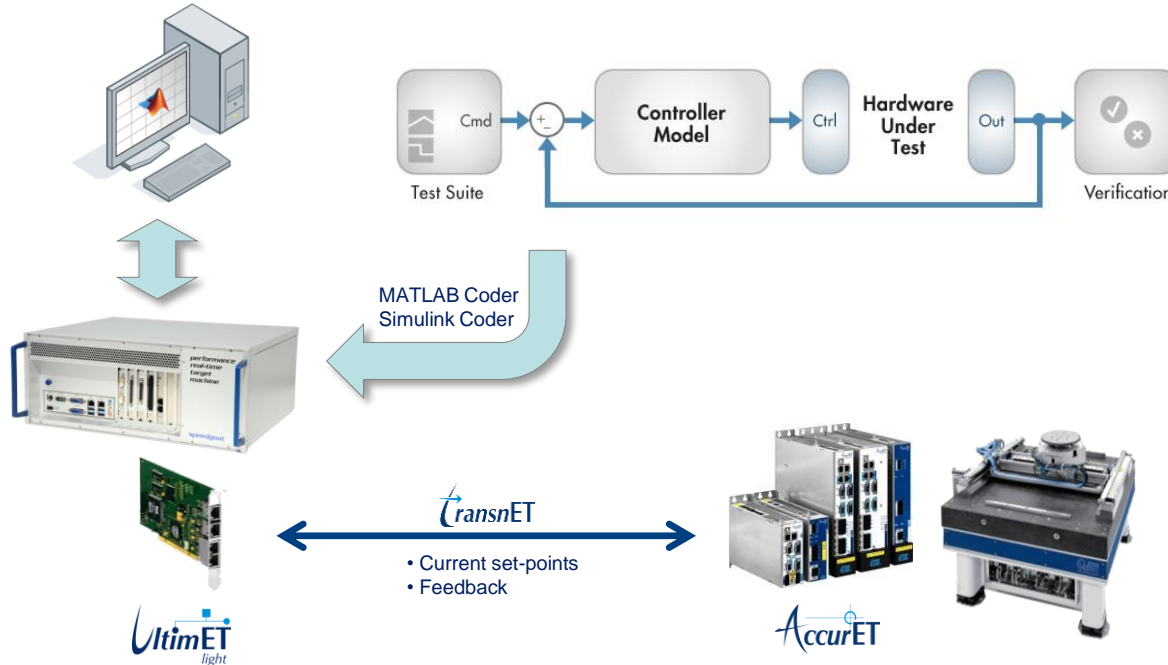 Cmd
+
−
Controller
Model
Ctrl
Hardware
Under
Test
Out
Test Suite
Verification
MATLAB Coder
Simulink Coder
performance
real-time
target
machine
speedgoat
TransnET
• Current set-points
• Feedback
UltimET
light
AccurET